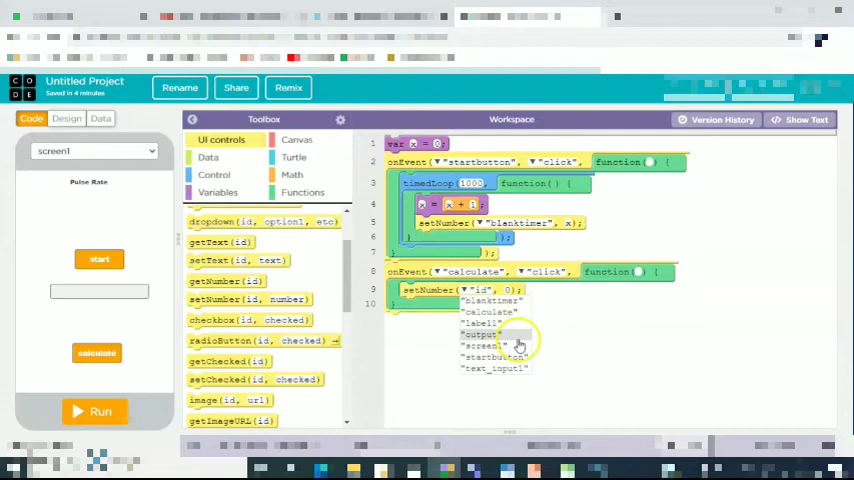 C O
D E
Untitled Project
Saved in 4 minutes
Rename
Share
Remix
Code
Design
Data
Toolbox
Workspace
Version History
Show Text
screen1
Pulse Rate
start
calculate
Run
UI controls
Canvas
Data
Turtle
Control
Math
Variables
Functions
dropdown(id, option1, etc)
getText(id)
setText(id, text)
getNumber(id)
setNumber(id, number)
checkbox(id, checked)
radioButton(id, checked)
getChecked(id)
setChecked(id, checked)
image(id, url)
getImageURL(id)
1 var x = 0;
2 onEvent("startbutton", "click", function() {
3 timedLoop(1000, function() {
4 x = x + 1;
5 setNumber("blanktimer", x);
6 } );
7 } );
8 onEvent("calculate", "click", function() {
9 setNumber("id", 0);
10 }
"blanktimer"
"calculate"
"label1"
"output"
"screen1"
"startbutton"
"text_input1"